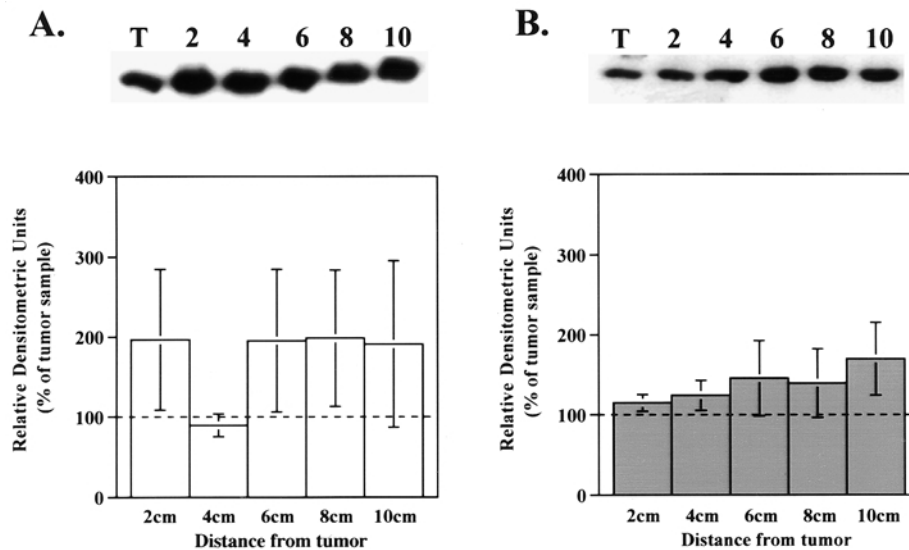 A.
T 2 4 6 8 10
Relative Densitometric Units
(% of tumor sample)
400
300
200
100
0
2cm 4cm 6cm 8cm 10cm
Distance from tumor
B.
T 2 4 6 8 10
Relative Densitometric Units
(% of tumor sample)
400
300
200
100
0
2cm 4cm 6cm 8cm 10cm
Distance from tumor